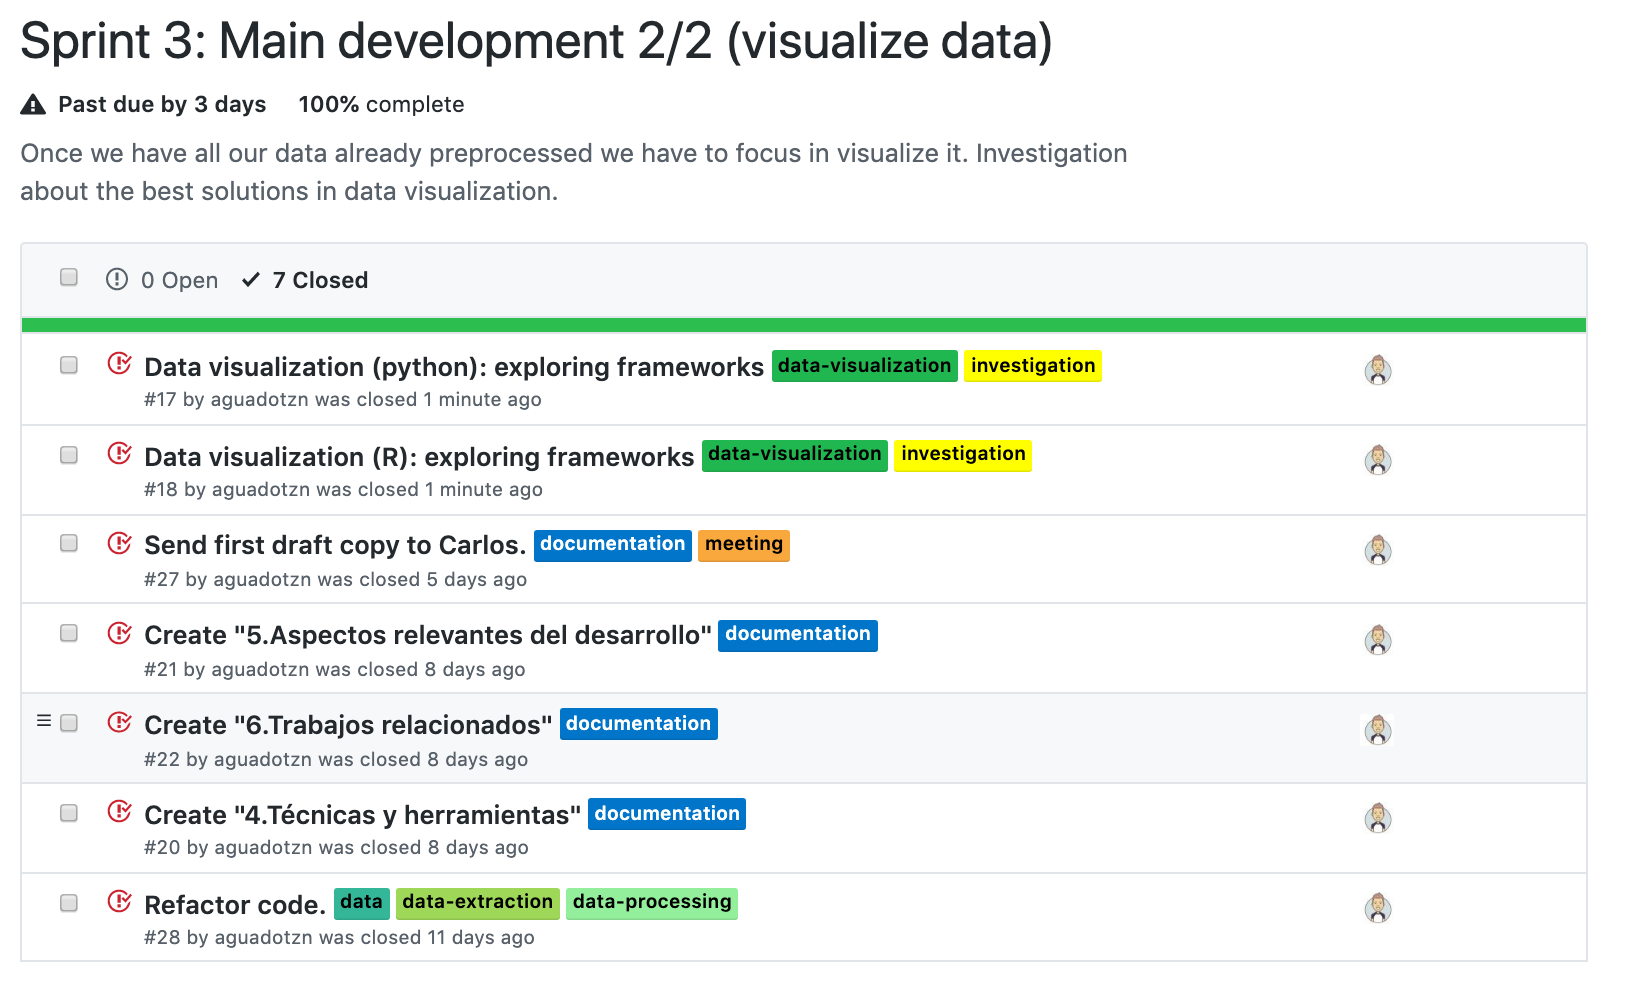 Sprint 3: Main development 2/2 (visualize data)
Past due by 3 days 100% complete
Once we have all our data already preprocessed we have to focus in visualize it. Investigation
about the best solutions in data visualization.
0 Open 7 Closed
Data visualization (python): exploring frameworks data-visualization investigation
#17 by aguadotzn was closed 1 minute ago
Data visualization (R): exploring frameworks data-visualization investigation
#18 by aguadotzn was closed 1 minute ago
Send first draft copy to Carlos. documentation meeting
#27 by aguadotzn was closed 5 days ago
Create "5.Aspectos relevantes del desarrollo" documentation
#21 by aguadotzn was closed 8 days ago
Create "6.Trabajos relacionados" documentation
#22 by aguadotzn was closed 8 days ago
Create "4.Técnicas y herramientas" documentation
#20 by aguadotzn was closed 8 days ago
Refactor code. data data-extraction data-processing
#28 by aguadotzn was closed 11 days ago